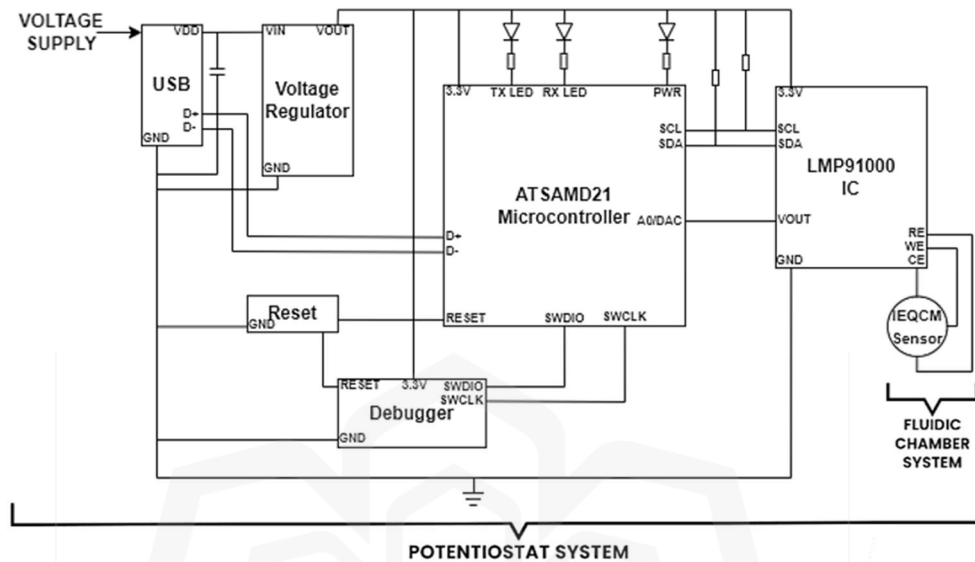 VOLTAGE
SUPPLY
VDD
USB
D+
D-
GND
VIN
VOUT
Voltage
Regulator
GND
3.3V
TX LED
RX LED
PWR
SCL
SDA
ATSAMD21
Microcontroller
A0/DAC
D+
D-
RESET
SWDIO
SWCLK
3.3V
SCL
SDA
LMP91000
IC
VOUT
RE
WE
GND
CE
Reset
GND
IEQCM
Sensor
RESET
3.3V
SWDIO
SWCLK
Debugger
GND
FLUIDIC
CHAMBER
SYSTEM
POTENTIOSTAT SYSTEM